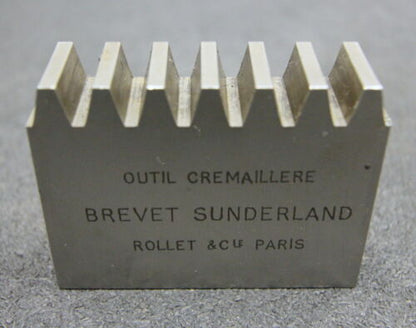 OUTIL CREMAILLERE
BREVET SUNDERLAND
ROLLET & CIE PARIS